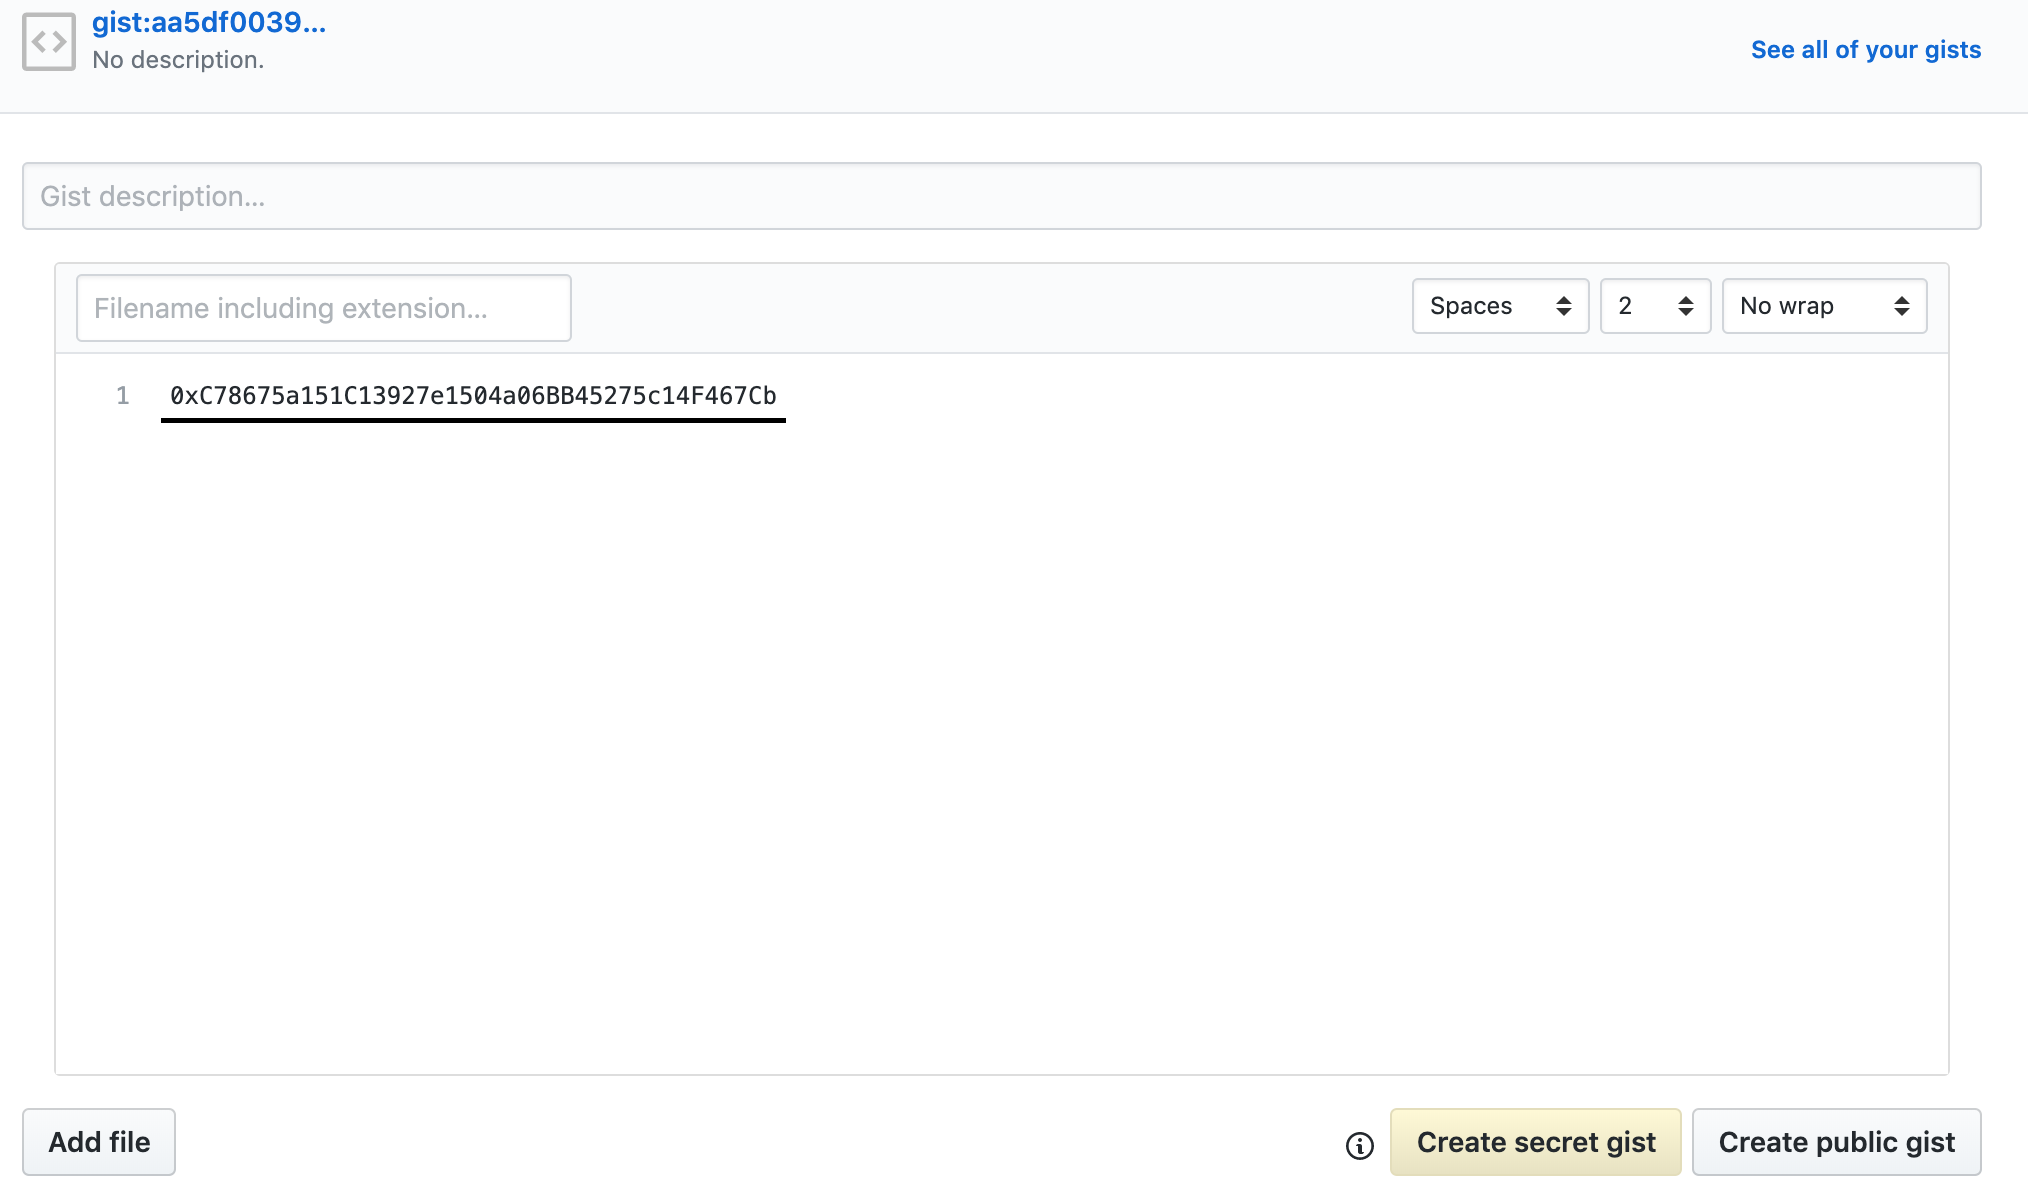 gist:aa5df0039...
No description.
See all of your gists
Gist description...
Filename including extension...
Spaces
2
No wrap
1
0xC78675a151C13927e1504a06BB45275c14F467Cb
Add file
Create secret gist
Create public gist